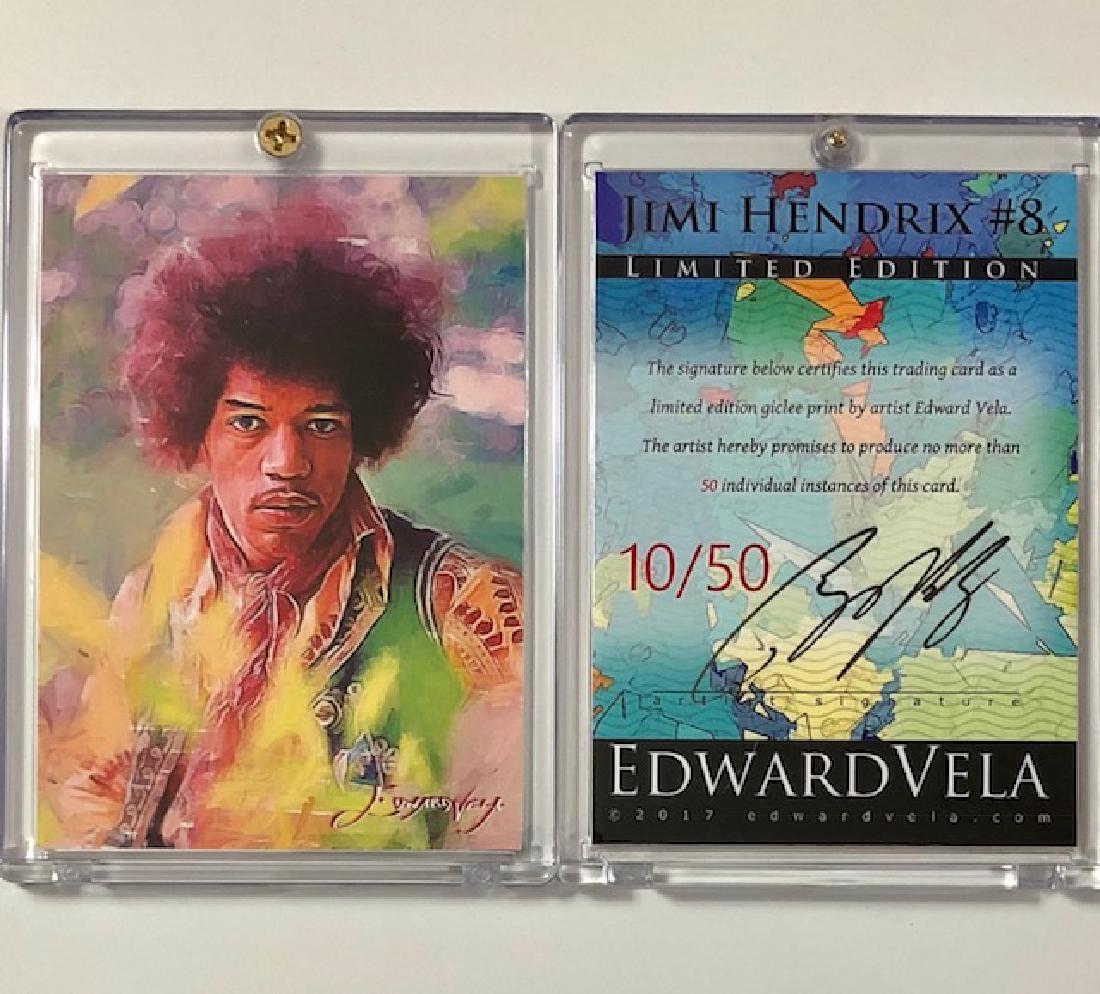 EDWARDVELA
JIMI HENDRIX #8
LIMITED EDITION
The signature below certifies this trading card as a
limited edition giclee print by artist Edward Vela.
The artist hereby promises to produce no more than
50 individual instances of this card.
10/50
artist signature
EDWARDVELA
©2017 edwardvela.com